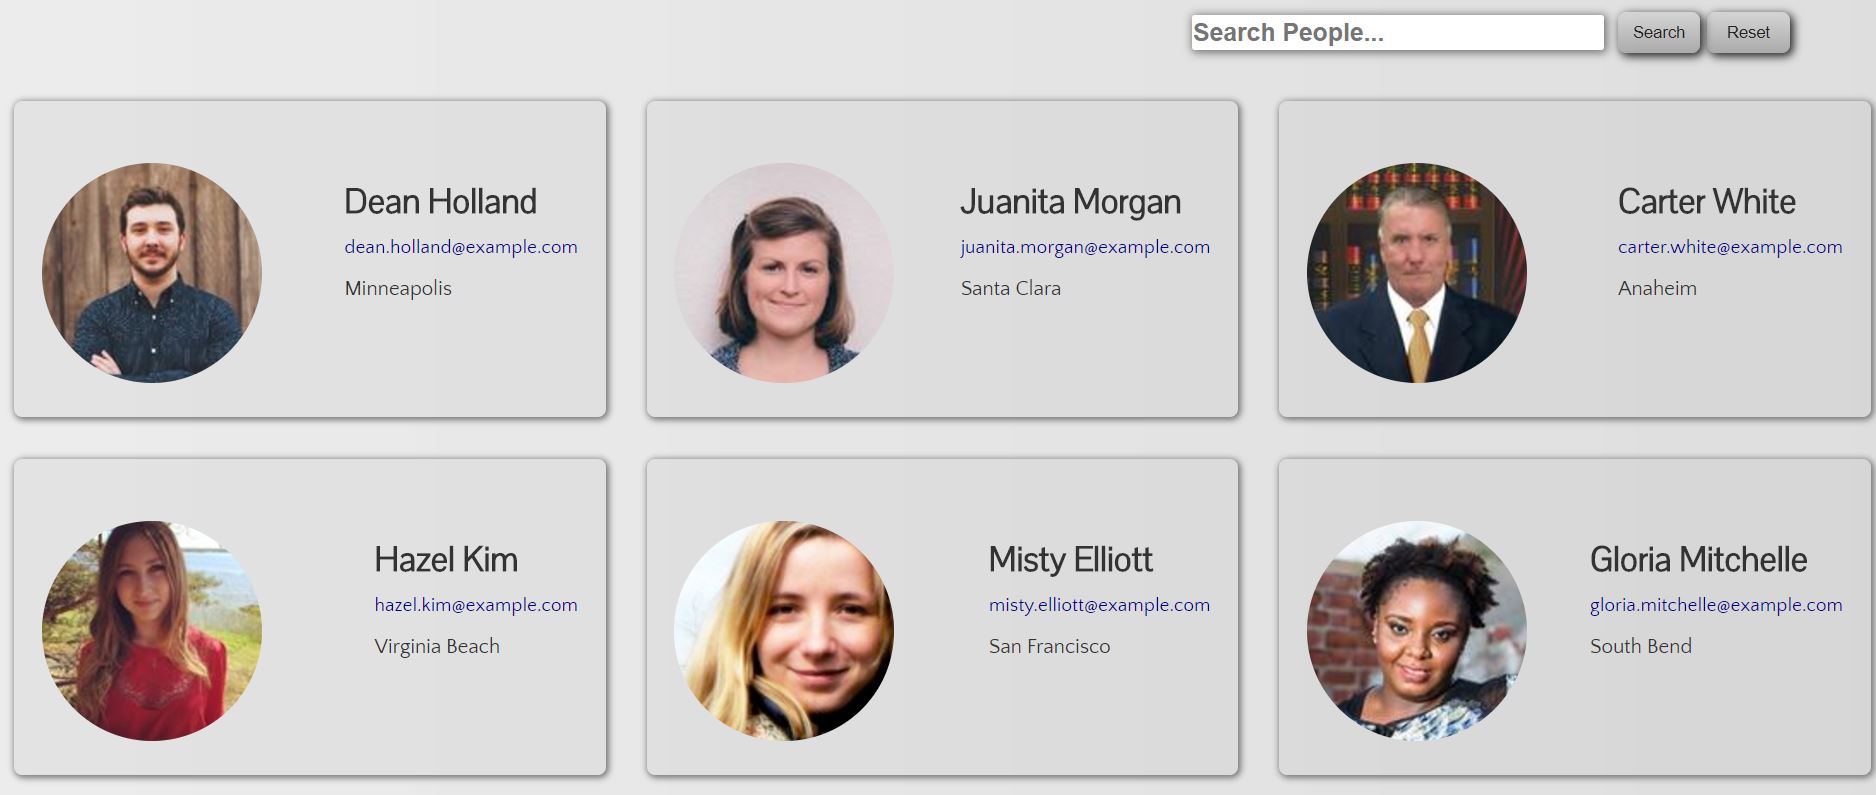 Search People...
Search
Reset
Dean Holland
dean.holland@example.com
Minneapolis
Juanita Morgan
juanita.morgan@example.com
Santa Clara
Carter White
carter.white@example.com
Anaheim
Hazel Kim
hazel.kim@example.com
Virginia Beach
Misty Elliott
misty.elliott@example.com
San Francisco
Gloria Mitchelle
gloria.mitchelle@example.com
South Bend